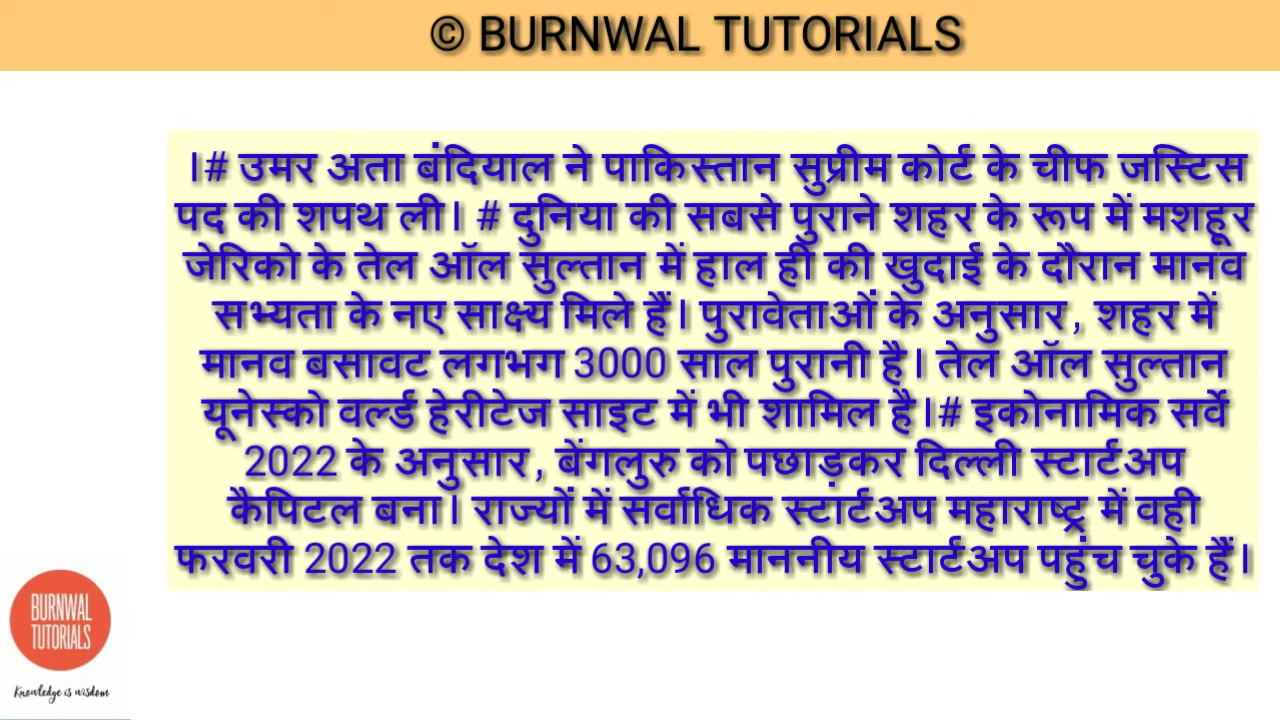 © BURNWAL TUTORIALS
।# उमर अता बंदियाल ने पाकिस्तान सुप्रीम कोर्ट के चीफ जस्टिस
पद की शपथ ली। # दुनिया की सबसे पुराने शहर के रूप में मशहूर
जेरिको के तेल ऑल सुल्तान में हाल ही की खुदाई के दौरान मानव
सभ्यता के नए साक्ष्य मिले हैं। पुरावेताओं के अनुसार, शहर में
मानव बसावट लगभग 3000 साल पुरानी है। तेल ऑल सुल्तान
यूनेस्को वर्ल्ड हेरीटेज साइट में भी शामिल है।# इकोनामिक सर्वे
2022 के अनुसार, बेंगलुरु को पछाड़कर दिल्ली स्टार्टअप
कैपिटल बना। राज्यों में सर्वाधिक स्टार्टअप महाराष्ट्र में वही
फरवरी 2022 तक देश में 63,096 माननीय स्टार्टअप पहुंच चुके हैं।
BURNWAL
TUTORIALS
Knowledge is wisdom